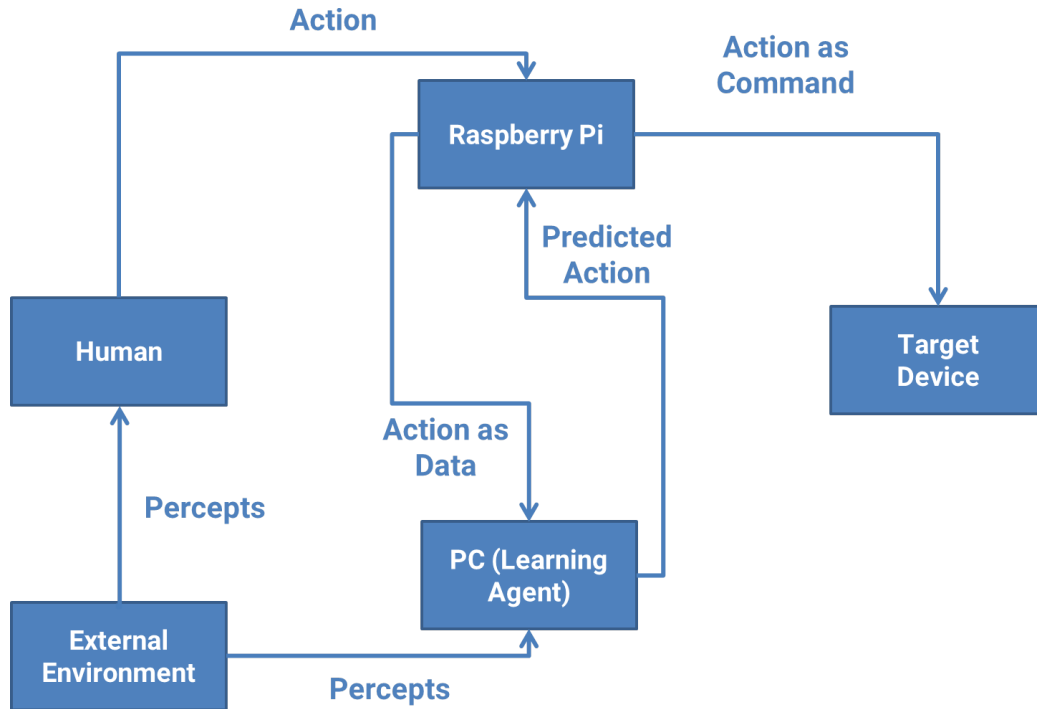 Action
Action as
Command
Raspberry Pi
Predicted
Action
Human
Target
Device
Action as
Data
Percepts
PC (Learning
Agent)
External
Environment
Percepts